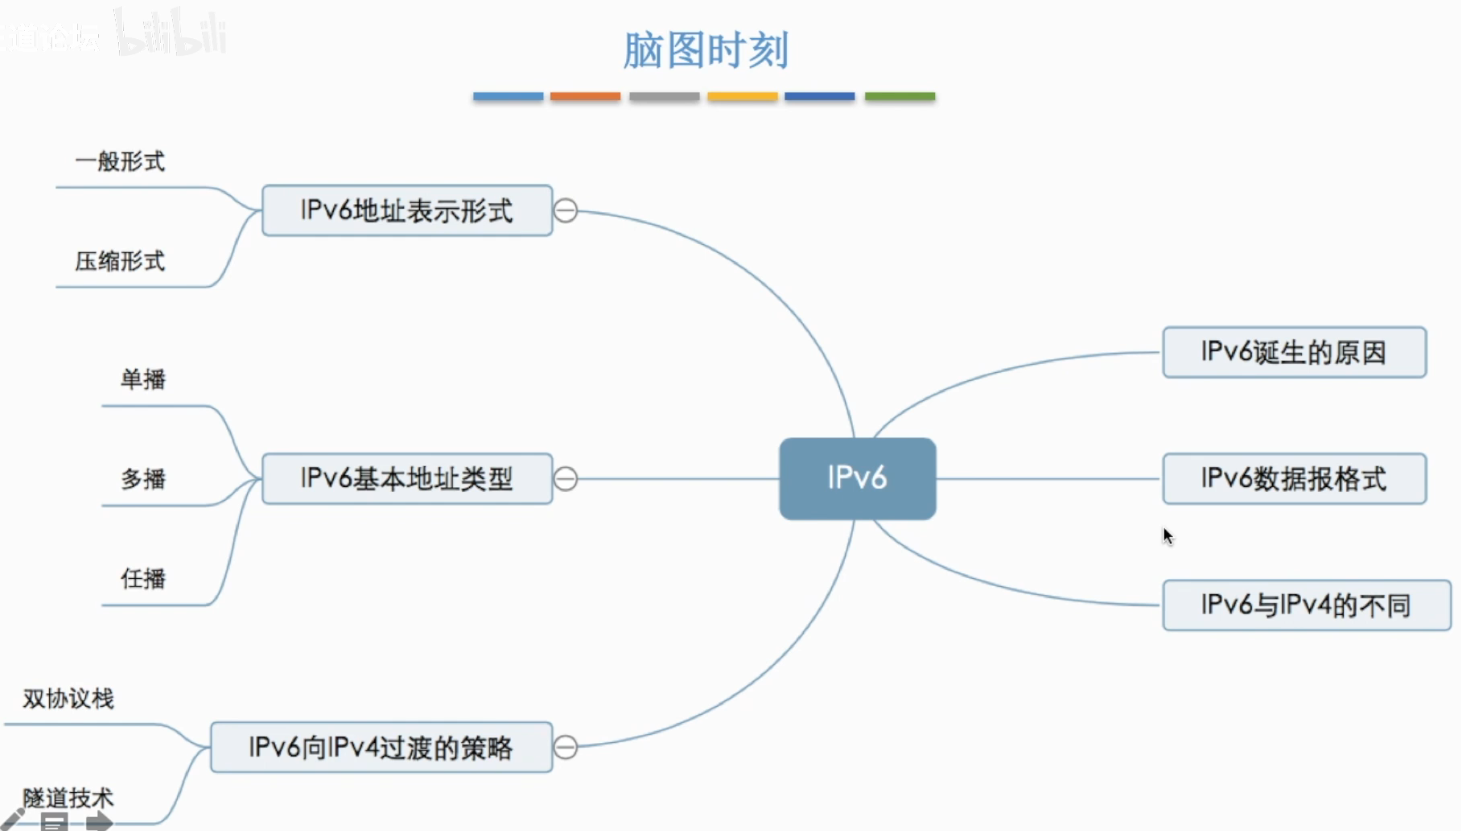 道论坛 bilibili
脑图时刻
IPv6
IPv6诞生的原因
IPv6数据报格式
IPv6与IPv4的不同
IPv6地址表示形式
一般形式
压缩形式
IPv6基本地址类型
单播
多播
任播
IPv6向IPv4过渡的策略
双协议栈
隧道技术